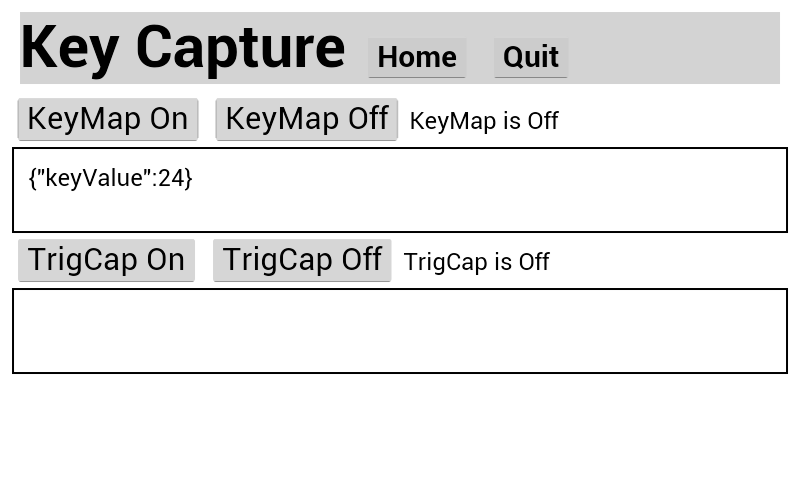 Key Capture Home Quit
KeyMap On KeyMap Off KeyMap is Off
{"keyValue":24}
TrigCap On TrigCap Off TrigCap is Off